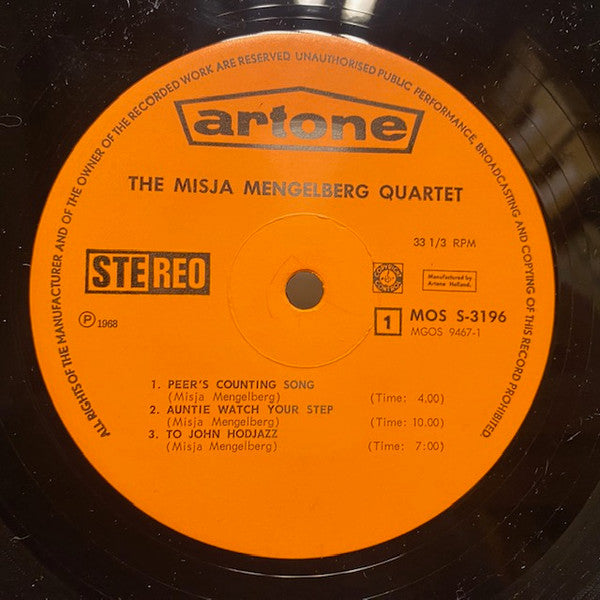 ALL RIGHTS OF THE MANUFACTURER AND OF THE OWNER OF THE RECORDED WORK ARE RESERVED UNAUTHORISED PUBLIC PERFORMANCE, BROADCASTING AND COPYING OF THIS RECORD PROHIBITED
artone
THE MISJA MENGELBERG QUARTET
33 1/3 RPM
STEREO
Manufactured by
Artone Holland.
℗ 1968
1 MOS S-3196
MGOS 9467-1
1. PEER'S COUNTING SONG
(Misja Mengelberg) (Time: 4.00)
2. AUNTIE WATCH YOUR STEP
(Misja Mengelberg) (Time: 10.00)
3. TO JOHN HODJAZZ
(Misja Mengelberg) (Time: 7:00)